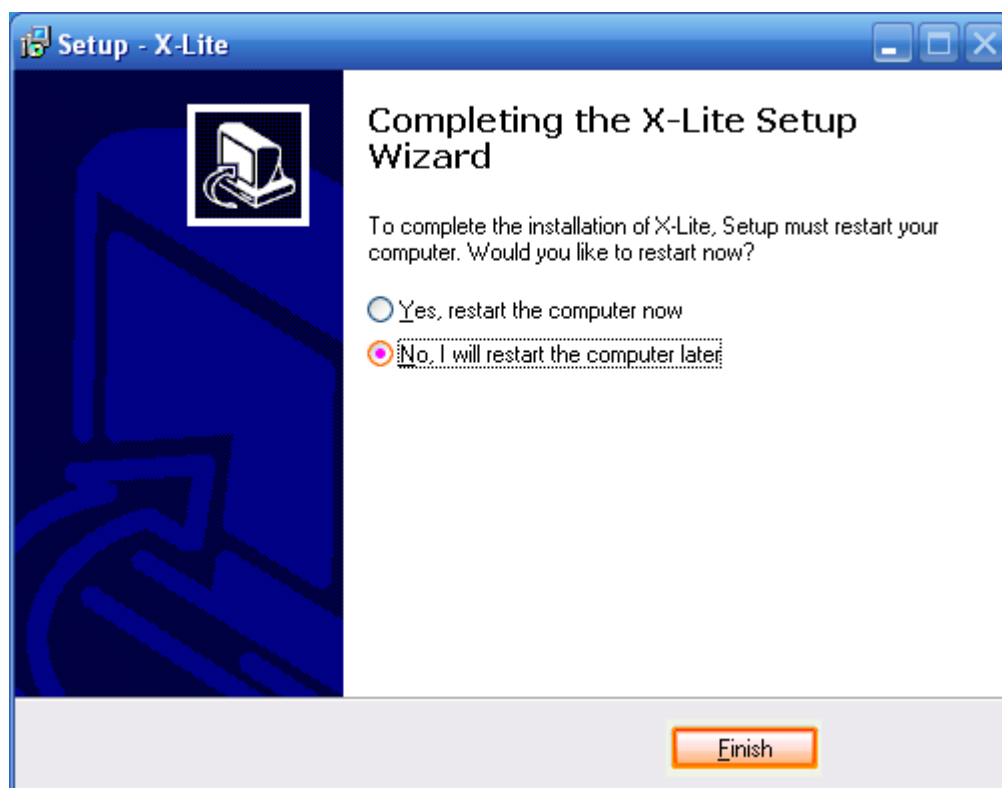 Setup - X-Lite
Completing the X-Lite Setup
Wizard
To complete the installation of X-Lite, Setup must restart your
computer. Would you like to restart now?
Yes, restart the computer now
No, I will restart the computer later
Finish